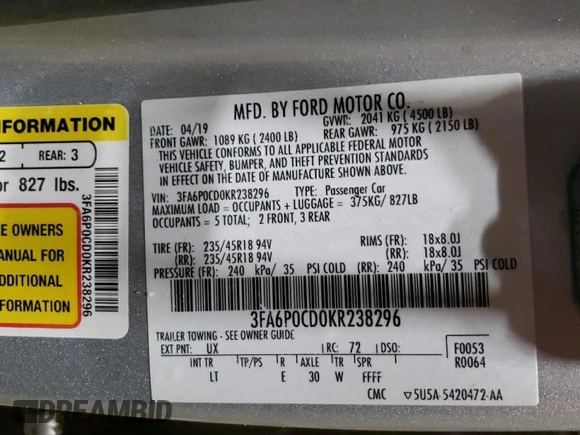 INFORMATION
2 REAR: 3
or 827 lbs.
E OWNERS
ANUAL FOR
DDITIONAL
FORMATION
3FA6P0CD0KR238296
MFD. BY FORD MOTOR CO.
DATE: 04/19 GVWR: 2041 KG ( 4500 LB)
FRONT GAWR: 1089 KG ( 2400 LB) REAR GAWR: 975 KG ( 2150 LB)
THIS VEHICLE CONFORMS TO ALL APPLICABLE FEDERAL MOTOR
VEHICLE SAFETY, BUMPER, AND THEFT PREVENTION STANDARDS
IN EFFECT ON THE DATE OF MANUFACTURE SHOWN ABOVE.
VIN: 3FA6P0CD0KR238296 TYPE: Passenger Car
MAXIMUM LOAD = OCCUPANTS + LUGGAGE = 375KG/ 827LB
OCCUPANTS = 5 TOTAL; 2 FRONT, 3 REAR
TIRE (FR): 235/45R18 94V RIMS (FR): 18x8.0J
(RR): 235/45R18 94V (RR): 18x8.0J
PRESSURE (FR): 240 kPa/ 35 PSI COLD (RR): 240 kPa/ 35 PSI COLD
3FA6P0CD0KR238296
TRAILER TOWING - SEE OWNER GUIDE
EXT PNT: UX RC: 72 DSO: F0053
INT TR TP/PS R AXLE TR SPR R0064
LT E 30 W FFFF
CMC 5U5A-5420472-AA
DREAMBID